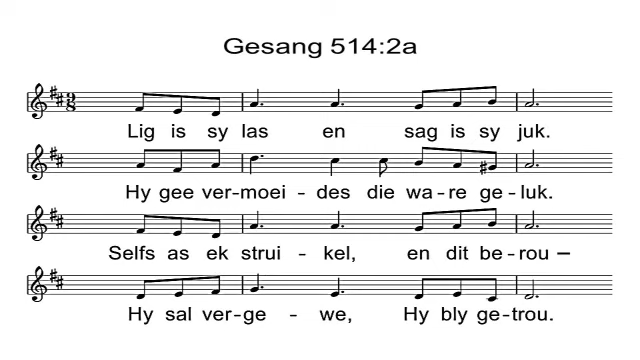 Gesang 514:2a
9
8
Lig is sy las en sag is sy juk.
Hy gee ver-moei-des die wa-re ge-luk.
Selfs as ek strui-kel, en dit be-rou-
Hy sal ver-ge-we, Hy bly ge-trou.